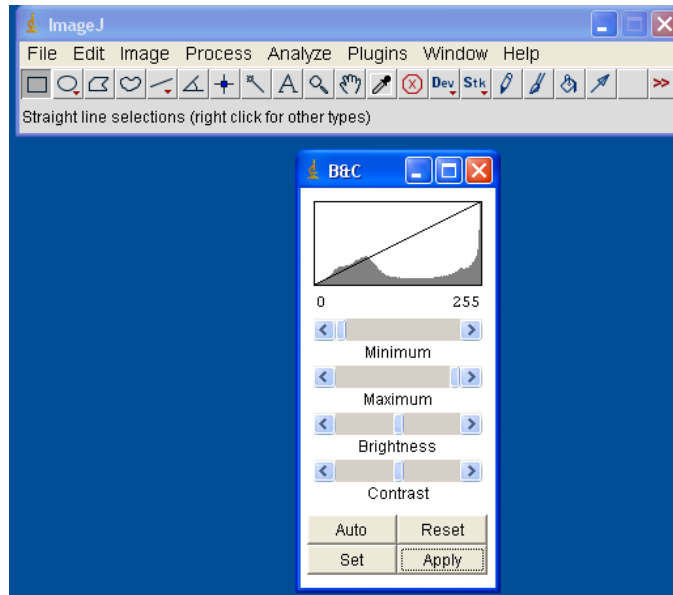 ImageJ
File Edit Image Process Analyze Plugins Window Help
A Dev Stk >>
Straight line selections (right click for other types)
B&C
0 255
Minimum
Maximum
Brightness
Contrast
Auto Reset
Set Apply